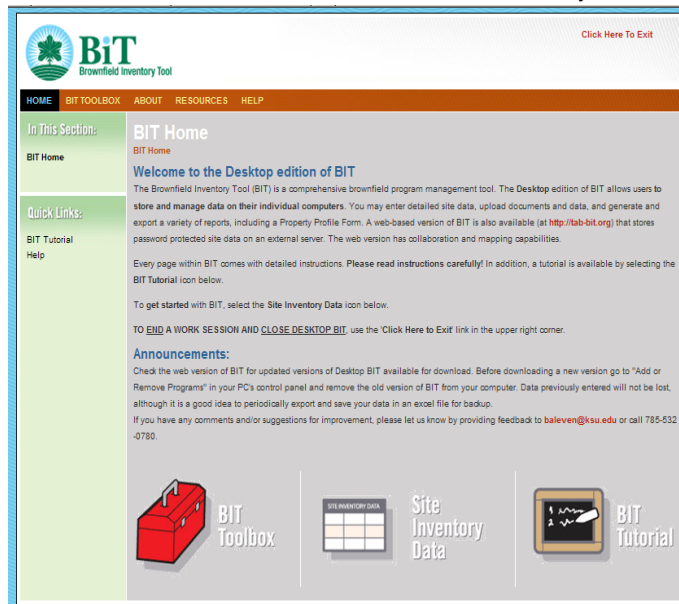 Click Here To Exit
BiT
Brownfield Inventory Tool
HOME BIT TOOLBOX ABOUT RESOURCES HELP
In This Section:
BIT Home
Quick Links:
BIT Tutorial
Help
BIT Home
BIT Home
Welcome to the Desktop edition of BIT
The Brownfield Inventory Tool (BIT) is a comprehensive brownfield program management tool. The Desktop edition of BIT allows users to
store and manage data on their individual computers. You may enter detailed site data, upload documents and data, and generate and
export a variety of reports, including a Property Profile Form. A web-based version of BIT is also available (at http://tab-bit.org) that stores
password protected site data on an external server. The web version has collaboration and mapping capabilities.
Every page within BIT comes with detailed instructions. Please read instructions carefully! In addition, a tutorial is available by selecting the
BIT Tutorial icon below.
To get started with BIT, select the Site Inventory Data icon below.
TO END A WORK SESSION AND CLOSE DESKTOP BIT, use the 'Click Here to Exit' link in the upper right corner.
Announcements:
Check the web version of BIT for updated versions of Desktop BIT available for download. Before downloading a new version go to "Add or
Remove Programs" in your PC's control panel and remove the old version of BIT from your computer. Data previously entered will not be lost,
although it is a good idea to periodically export and save your data in an excel file for backup.
If you have any comments and/or suggestions for improvement, please let us know by providing feedback to baleven@ksu.edu or call 785-532
-0780.
BIT
Toolbox
SITE INVENTORY DATA
Site
Inventory
Data
BIT
Tutorial